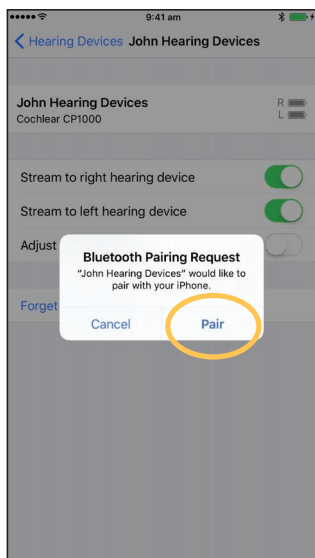 9:41 am
Hearing Devices John Hearing Devices
John Hearing Devices
R
Cochlear CP1000
L
Stream to right hearing device
Stream to left hearing device
Adjust
Bluetooth Pairing Request
"John Hearing Devices" would like to
pair with your iPhone.
Forget
Cancel
Pair